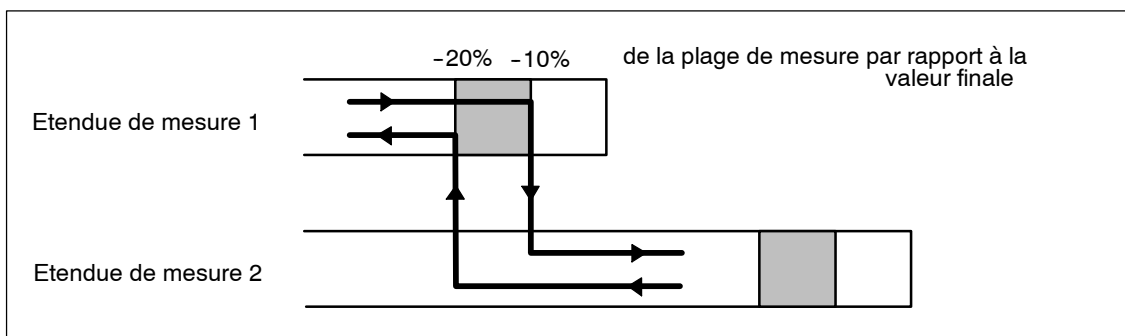 -20% -10% de la plage de mesure par rapport à la
valeur finale
Etendue de mesure 1
Etendue de mesure 2